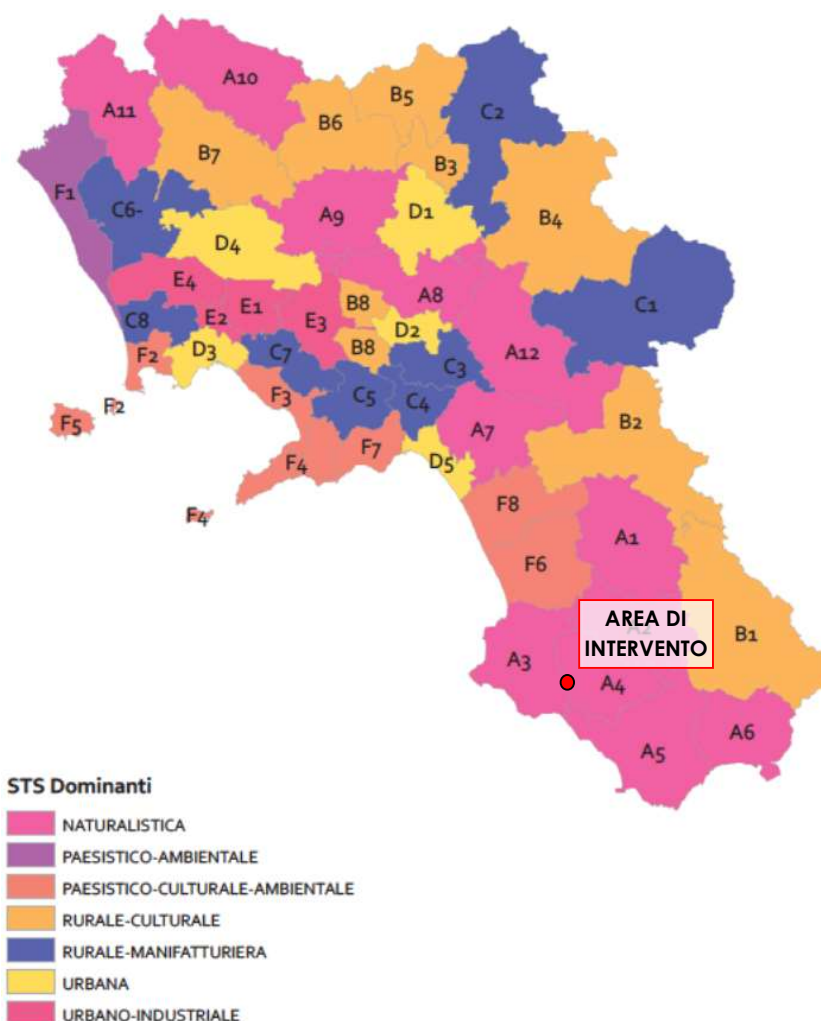 A10
A11
B5
C2
B6
B7
B3
F1
C6-
A9
D1
B4
D4
E4
A8
C1
E1
B8
E2
E3
C8
D2
A12
D3
C7
B8
C3
F2
F3
C5
C4
B2
F2
F5
A7
F4
F7
D5
F8
F4
A1
F6
AREA DI
INTERVENTO
A2
B1
A3
A4
A6
A5
STS Dominanti
NATURALISTICA
PAESISTICO-AMBIENTALE
PAESISTICO-CULTURALE-AMBIENTALE
RURALE-CULTURALE
RURALE-MANIFATTURIERA
URBANA
URBANO-INDUSTRIALE